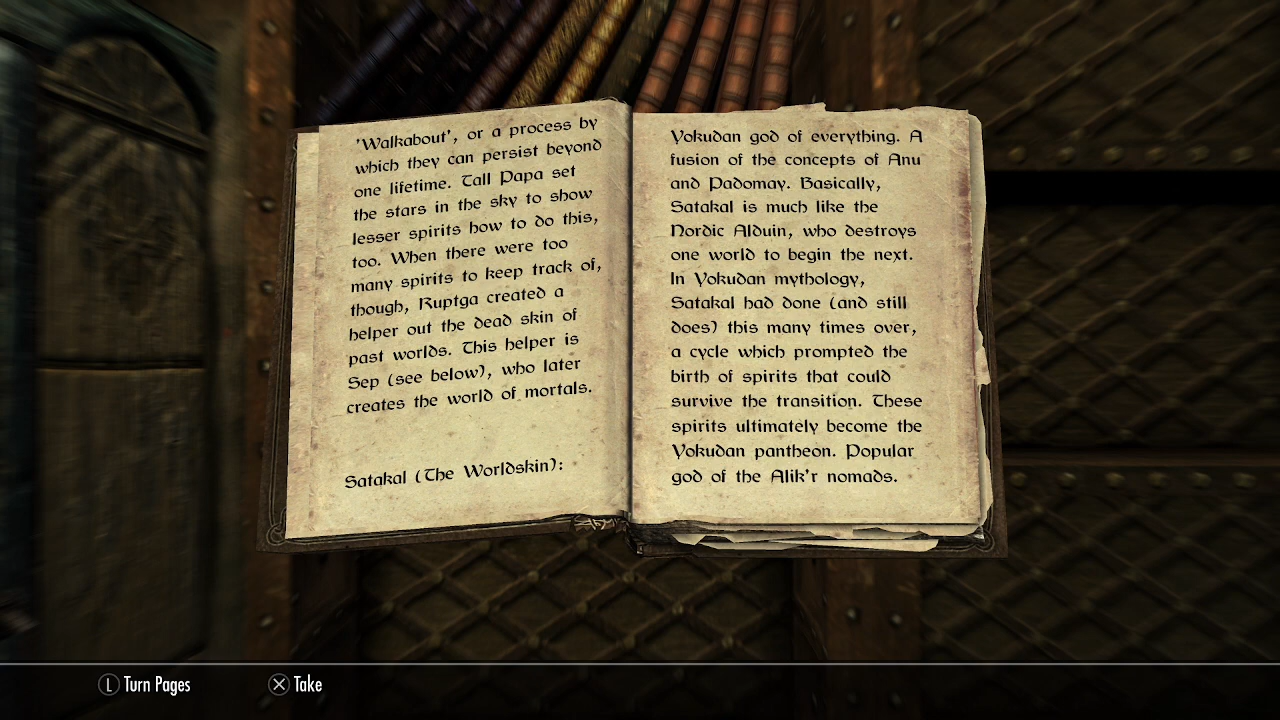 'Walkabout', or a process by
which they can persist beyond
one lifetime. Tall Papa set
the stars in the sky to show
lesser spirits how to do this,
too. When there were too
many spirits to keep track of,
though, Ruptga created a
helper out the dead skin of
past worlds. This helper is
Sep (see below), who later
creates the world of mortals.
Satakal (The Worldskin):
Yokudan god of everything. A
fusion of the concepts of Anu
and Padomay. Basically,
Satakal is much like the
Nordic Alduin, who destroys
one world to begin the next.
In Yokudan mythology,
Satakal had done (and still
does) this many times over,
a cycle which prompted the
birth of spirits that could
survive the transition. These
spirits ultimately become the
Yokudan pantheon. Popular
god of the Alik'r nomads.
L Turn Pages
X Take